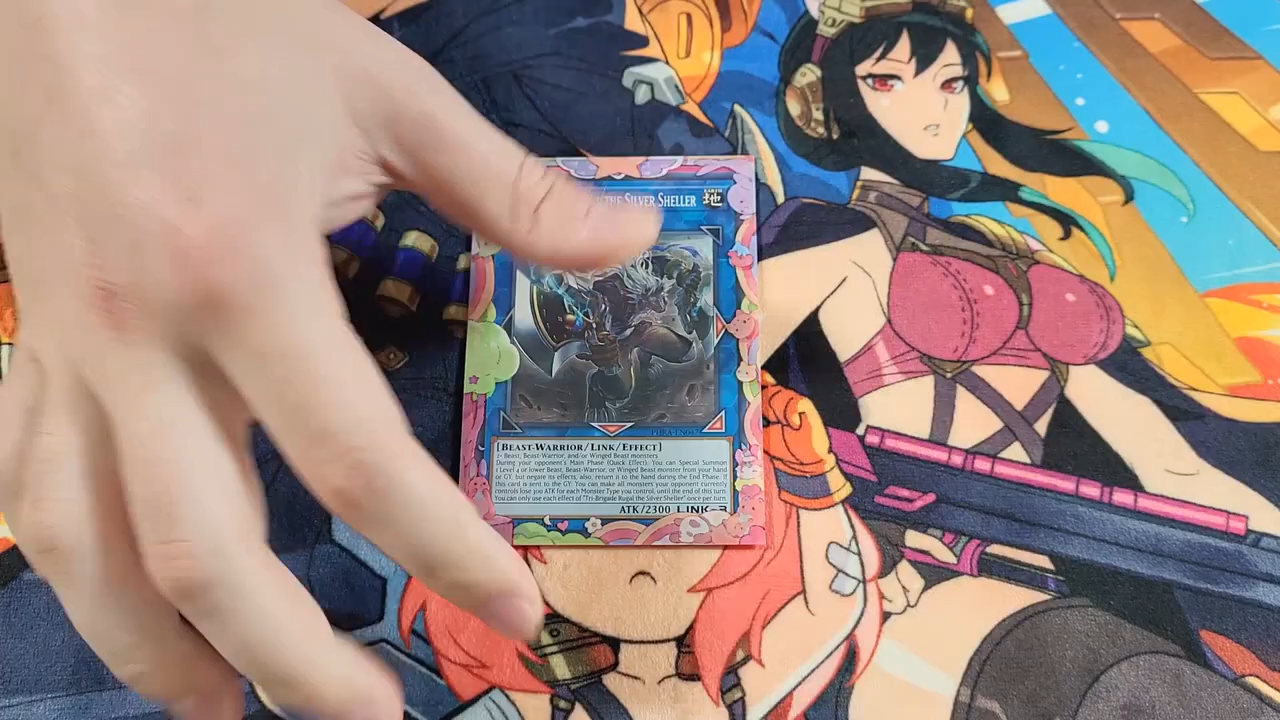 THE SILVER SHELLER
EARTH
地
[BEAST-WARRIOR/LINK/EFFECT]
2+ Beast, Beast-Warrior, and/or Winged Beast monsters
During your opponent's Main Phase (Quick Effect): You can Special Summon
1 Level 4 or lower Beast, Beast-Warrior, or Winged Beast monster from your hand
or GY, but negate its effects, also, return it to the hand during the End Phase. If
this card is sent to the GY: You can make all monsters your opponent currently
controls lose 700 ATK for each Monster Type you control, until the end of this turn.
You can only use each effect of "Tri-Brigade Rugal the Silver Sheller" once per turn.
ATK/2300 LINK-3